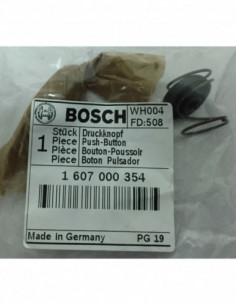 BOSCH
WH004
FD:508
1
Stück Druckknopf
Piece Push-Button
Pièce Bouton-Poussoir
Pieza Boton Pulsador
1 607 000 354
Made in Germany
PG 19